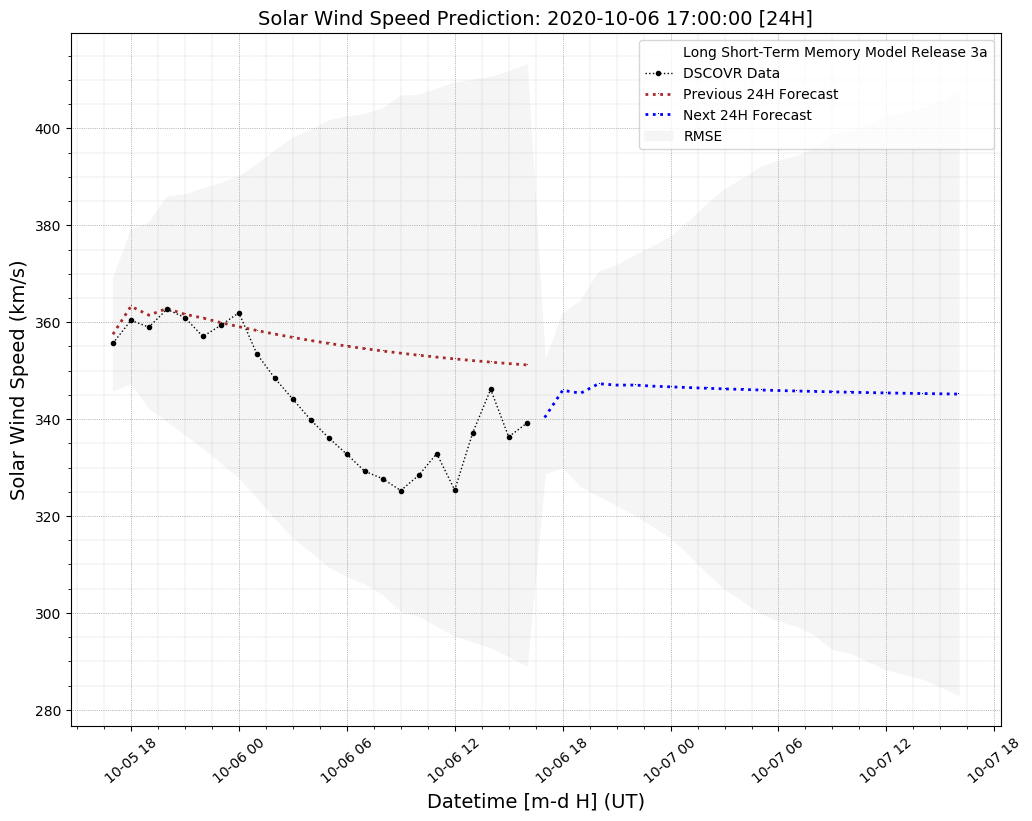 Solar Wind Speed Prediction: 2020-10-06 17:00:00 [24H]
Long Short-Term Memory Model Release 3a
DSCOVR Data
Previous 24H Forecast
Next 24H Forecast
RMSE
Solar Wind Speed (km/s)
400
380
360
340
320
300
280
10-05 18
10-06 00
10-06 06
10-06 12
10-06 18
10-07 00
10-07 06
10-07 12
10-07 18
Datetime [m-d H] (UT)